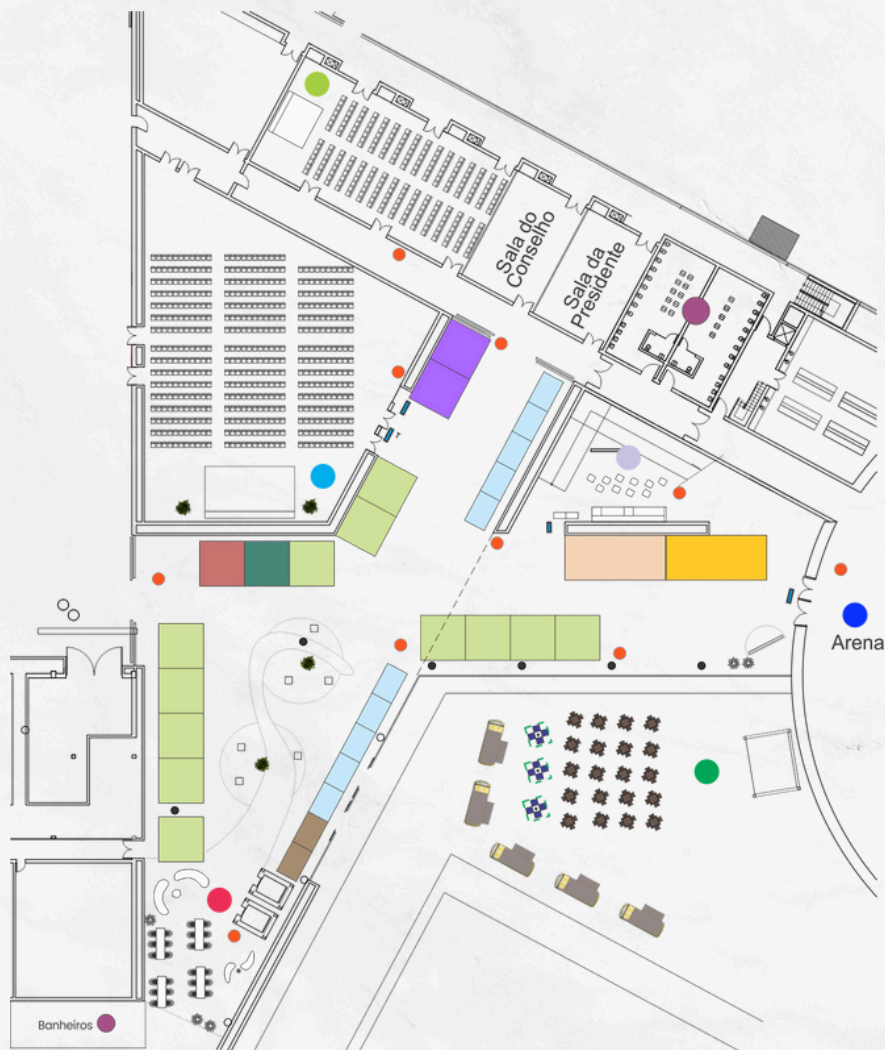 Sala do
Conselho
Sala da
Presidente
T
Arena
Banheiros